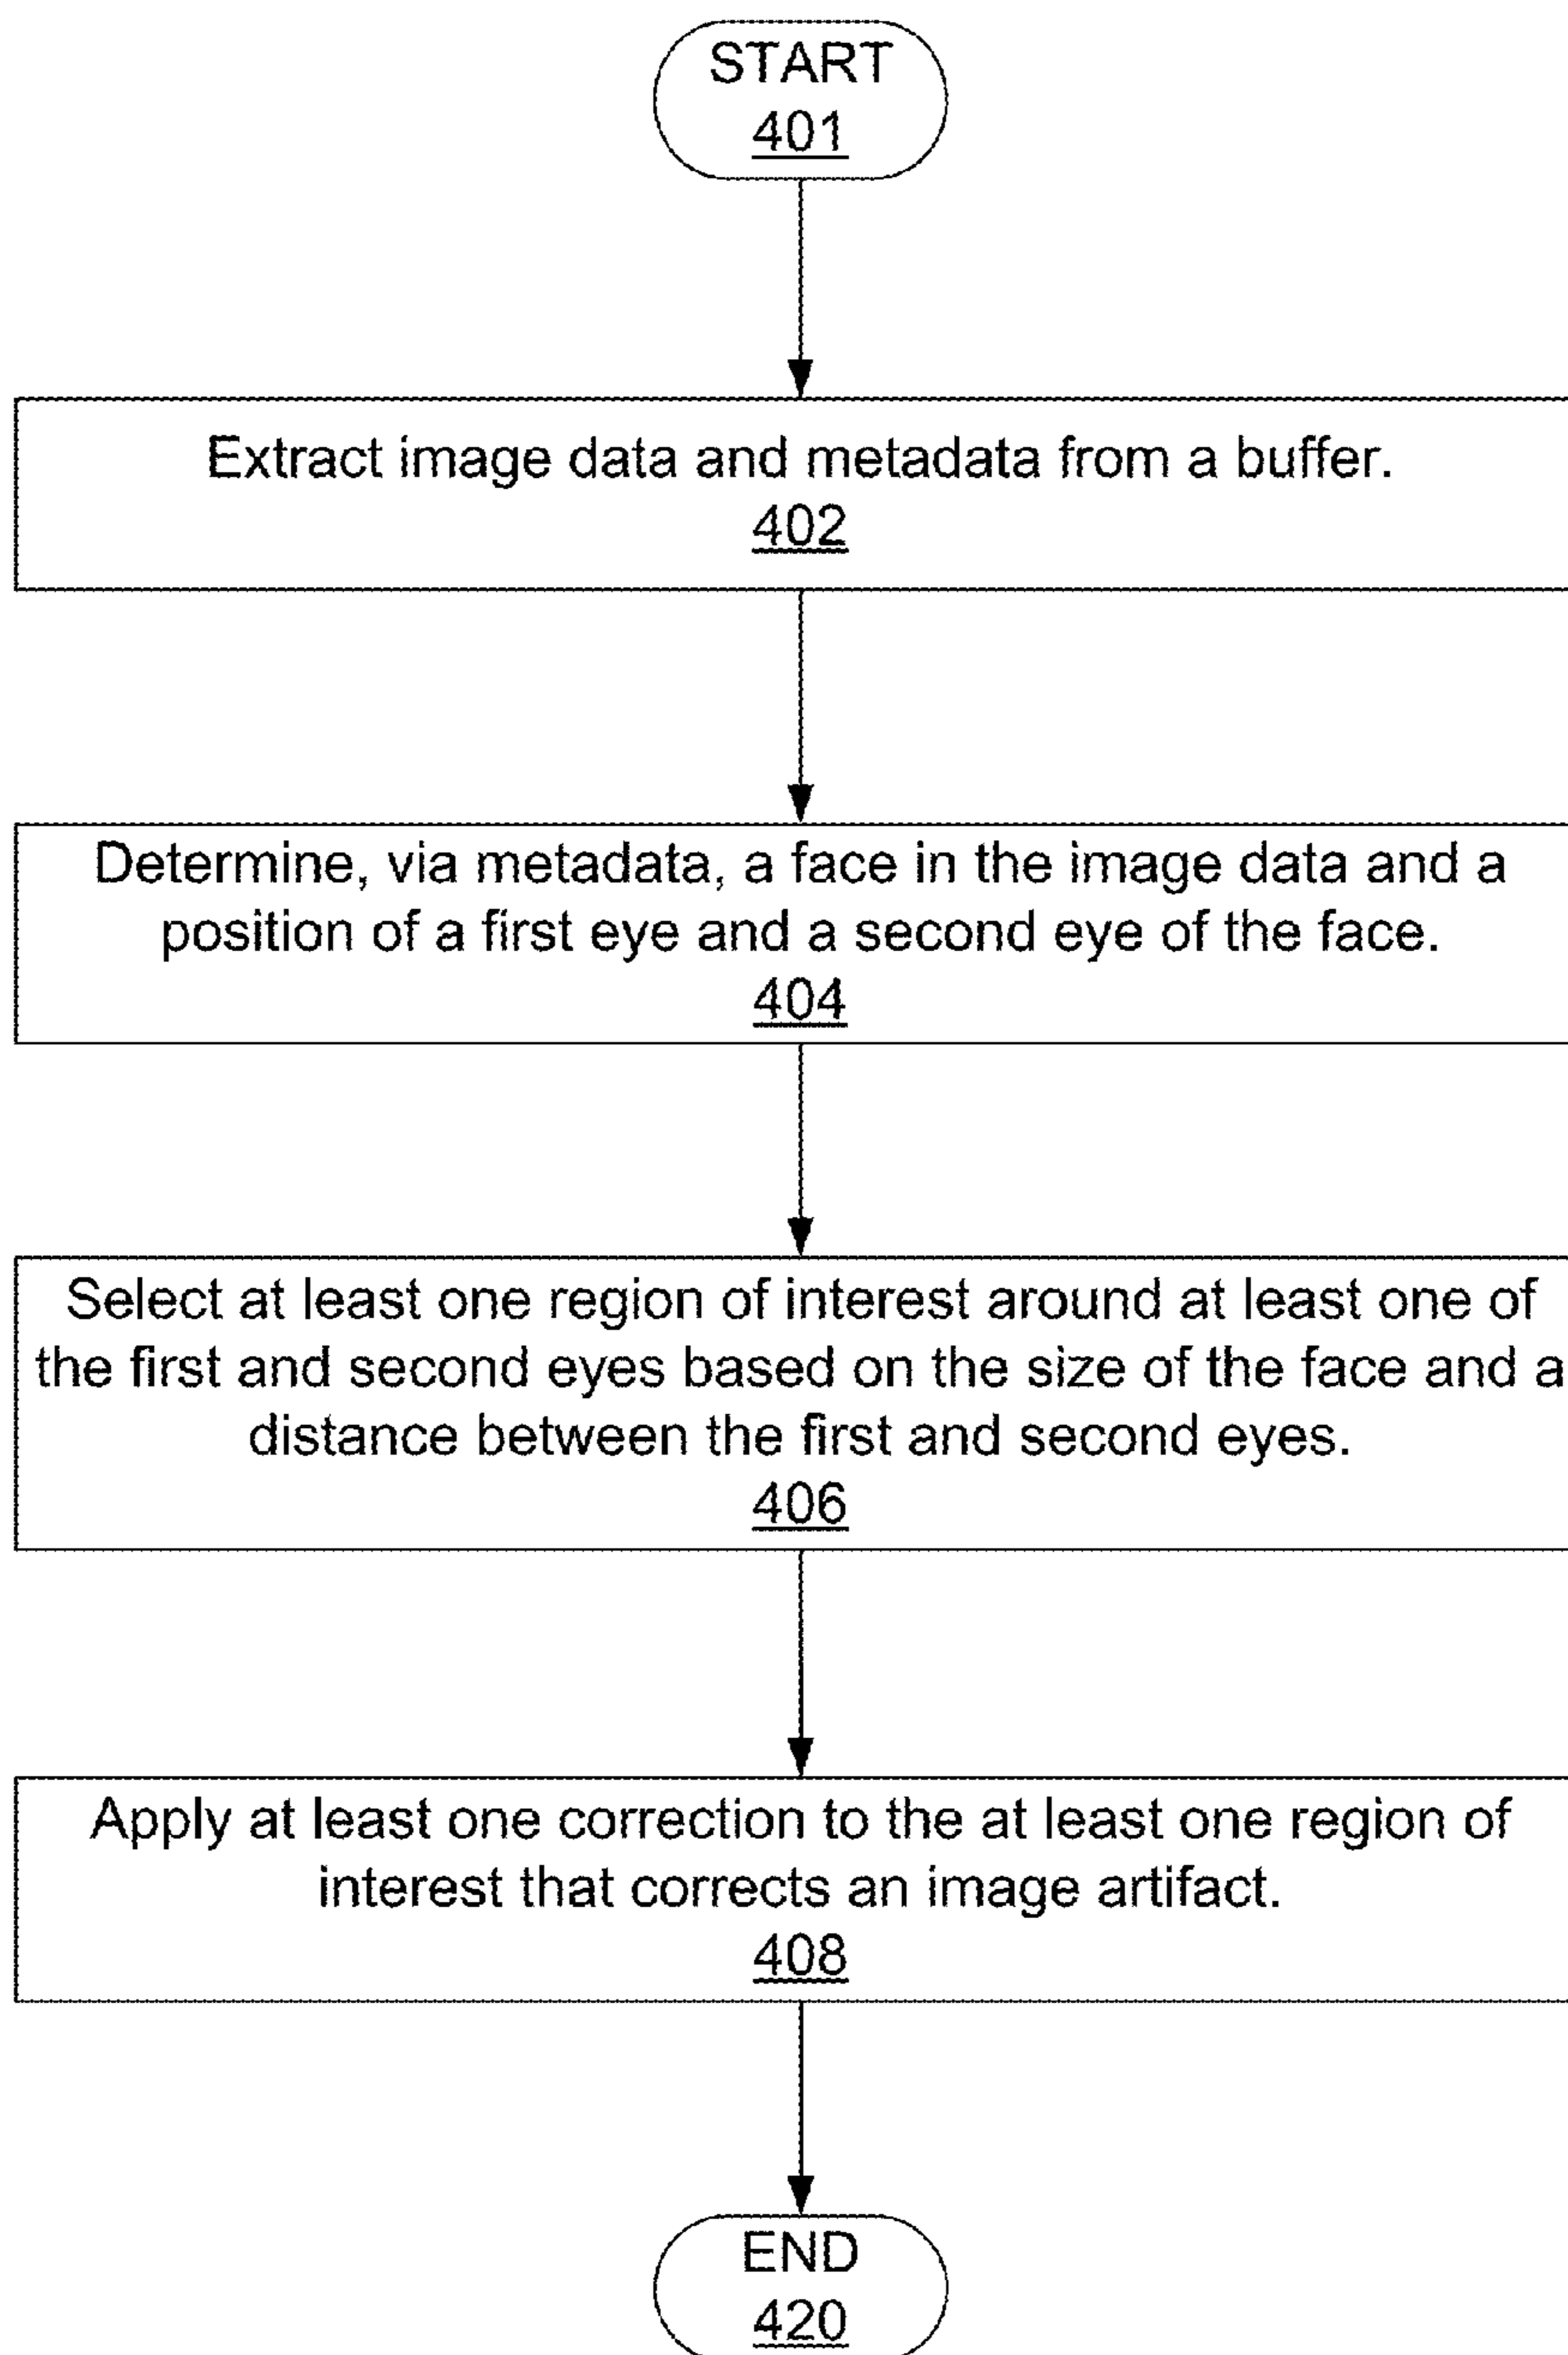 START
401
Extract image data and metadata from a buffer.
402
Determine, via metadata, a face in the image data and a
position of a first eye and a second eye of the face.
404
Select at least one region of interest around at least one of
the first and second eyes based on the size of the face and a
distance between the first and second eyes.
406
Apply at least one correction to the at least one region of
interest that corrects an image artifact.
408
END
420